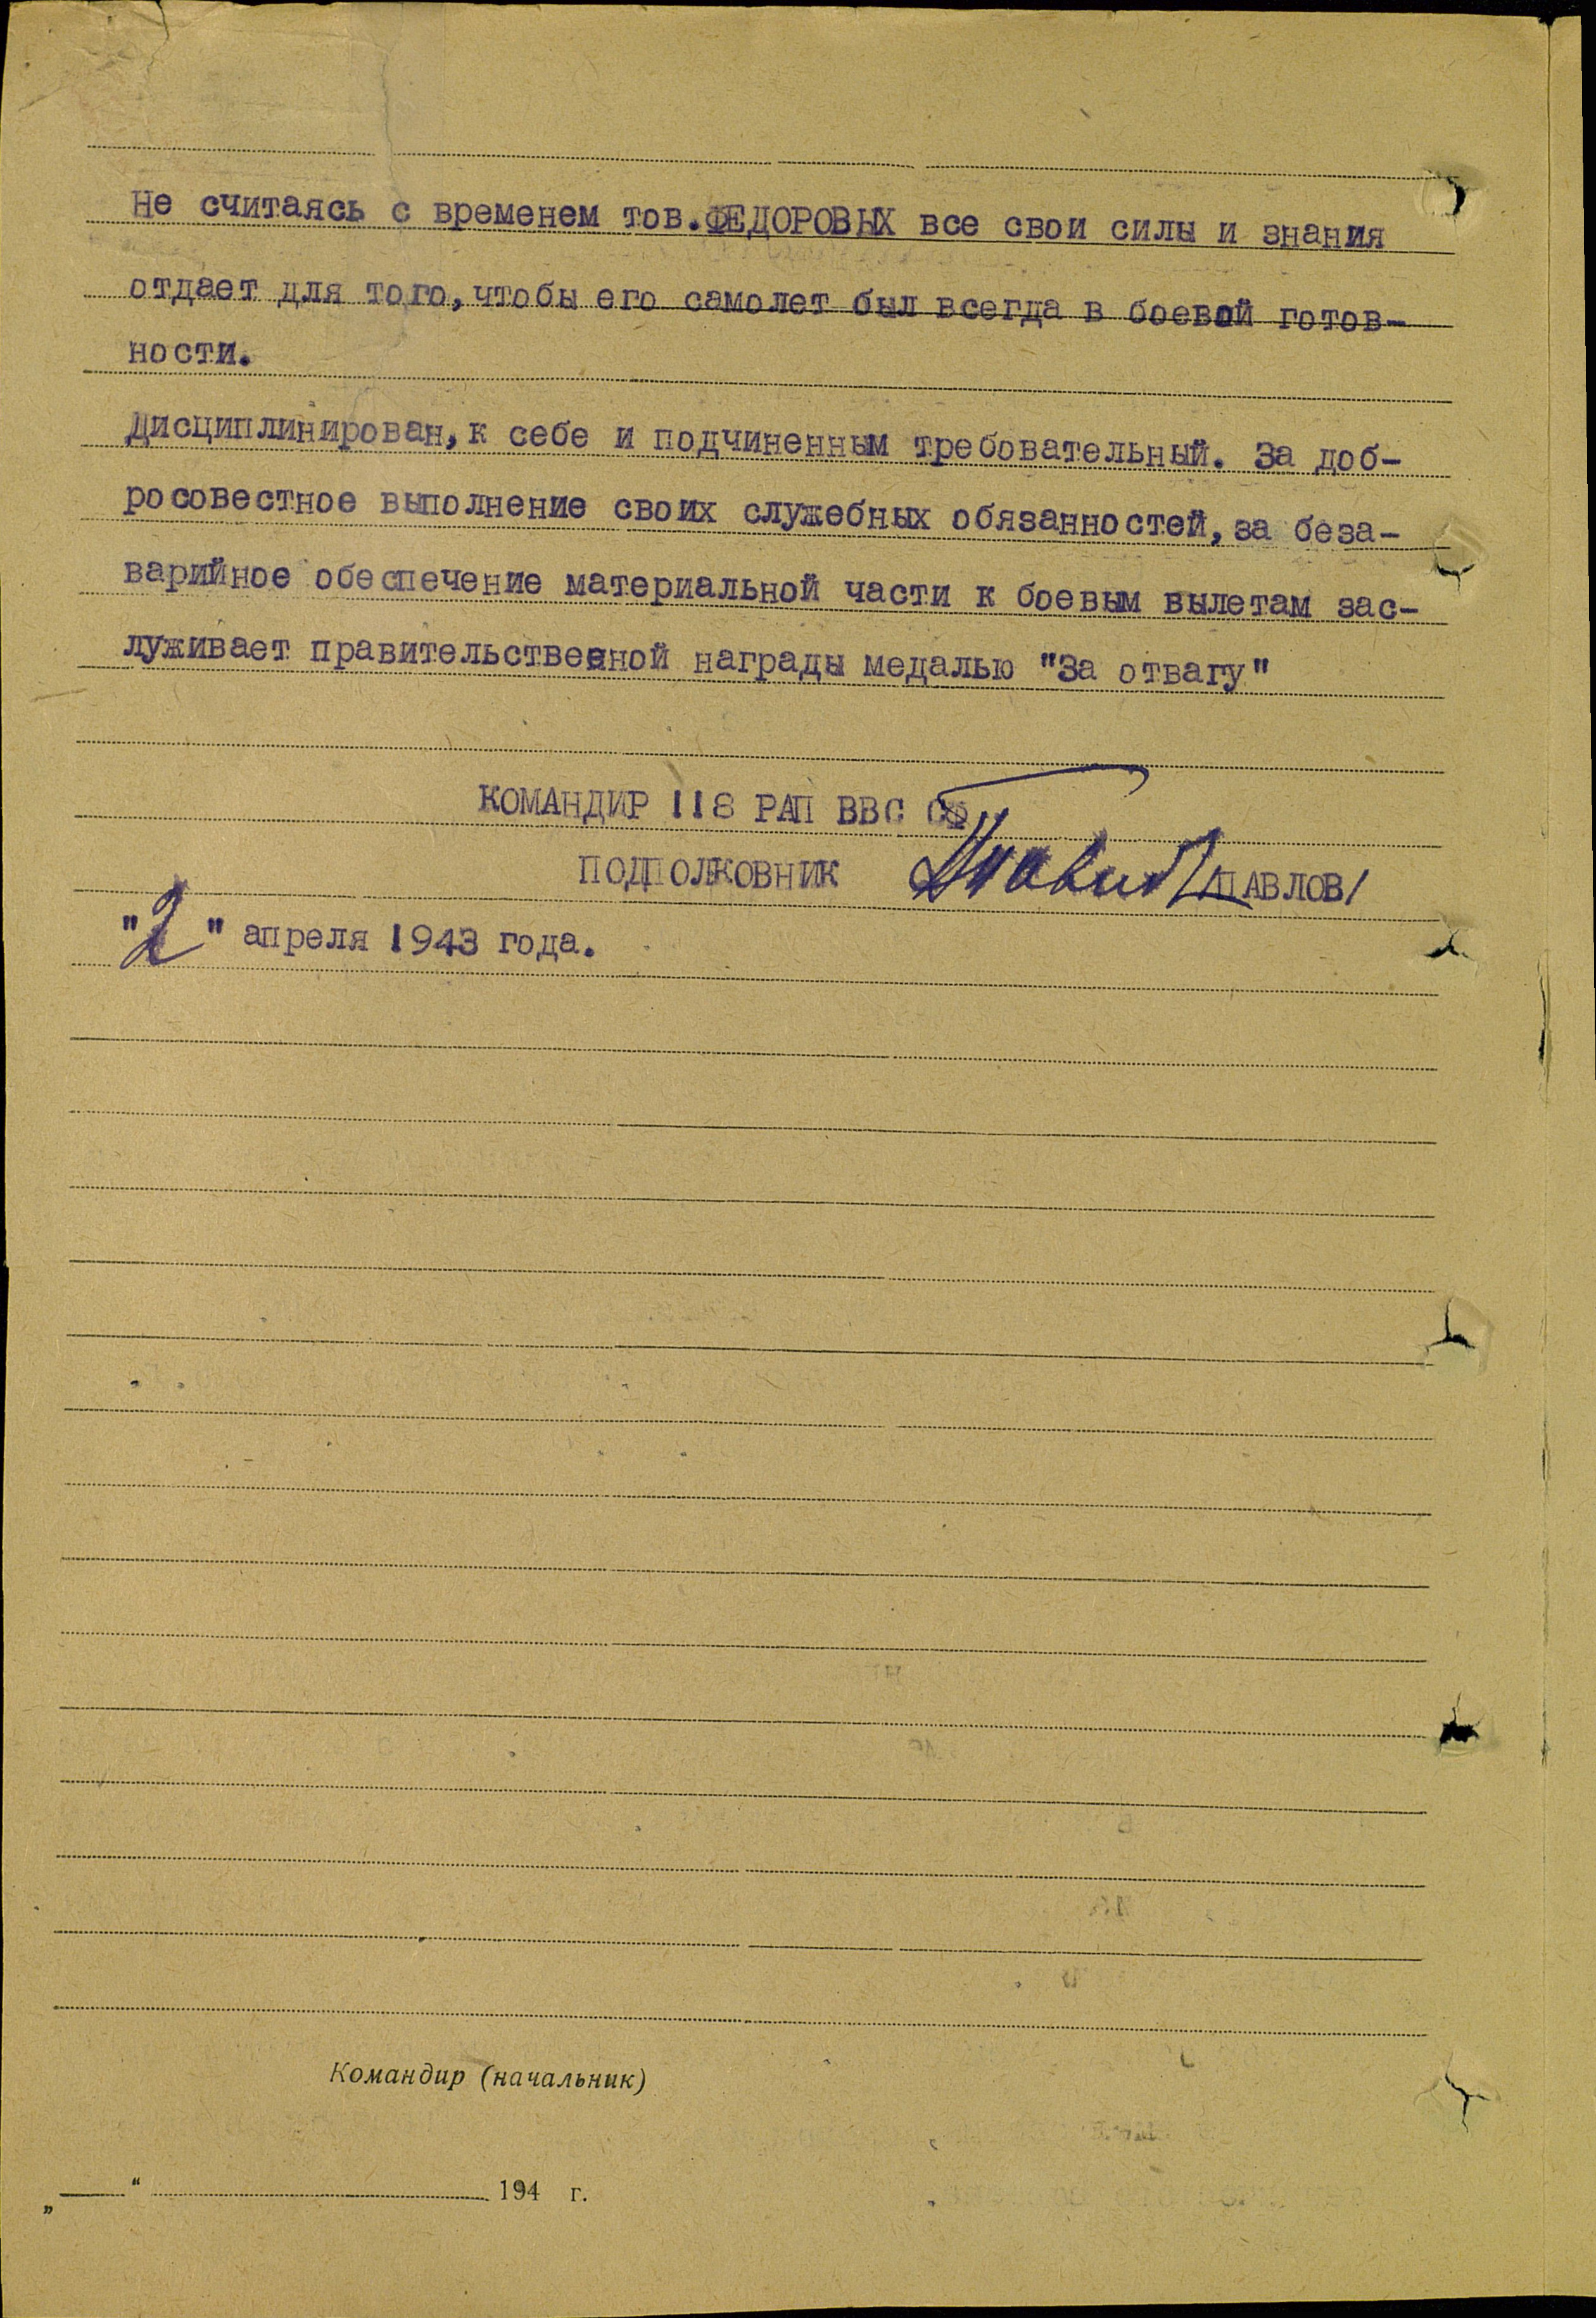 Не считаясь с временем тов.ФЕДОРОВЫХ все свои силы и знания
отдает для того, чтобы его самолет был всегда в боевой готов-
ности.
Дисциплинирован, к себе и подчиненным требовательный. За доб-
росовестное выполнение своих служебных обязанностей, за беза-
варийное обеспечение материальной части к боевым вылетам зас-
луживает правительственной награды медалью "За отвагу"
КОМАНДИР 118 РАП ВВС СФ
ПОДПОЛКОВНИК /ПАВЛОВ/
"2" апреля 1943 года.
Командир (начальник)
„ “ 194 г.